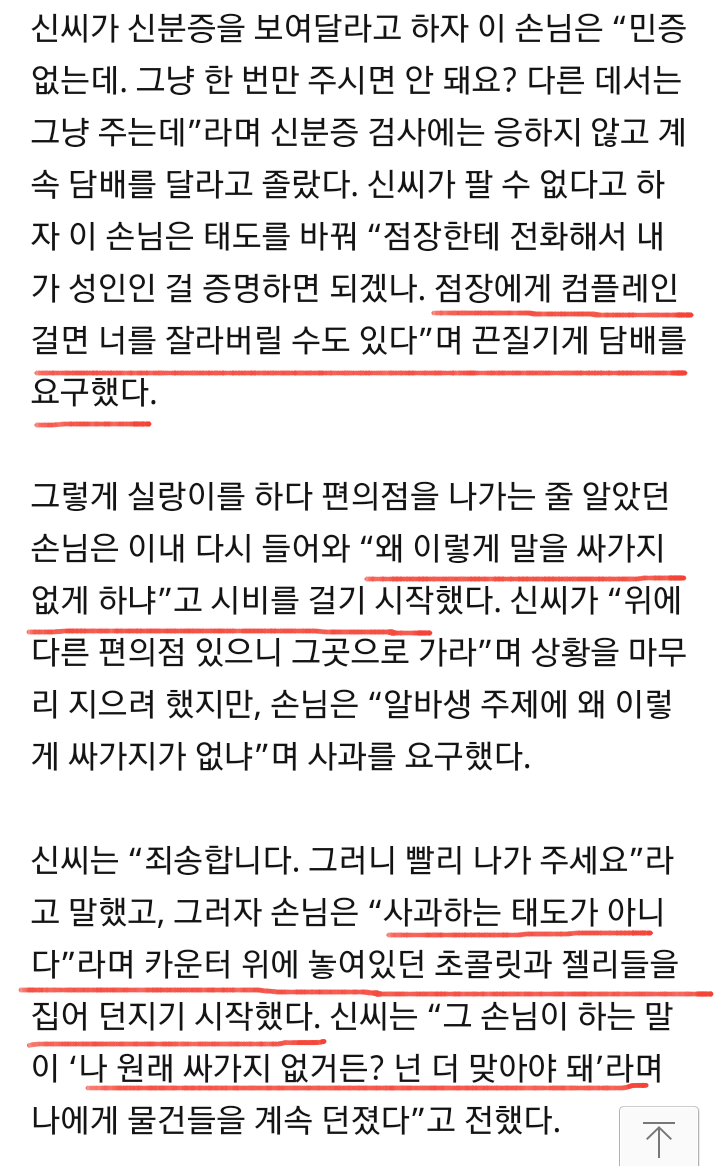 신씨가 신분증을 보여달라고 하자 이 손님은 “민증
없는데. 그냥 한 번만 주시면 안 돼요? 다른 데서는
그냥 주는데”라며 신분증 검사에는 응하지 않고 계
속 담배를 달라고 졸랐다. 신씨가 팔 수 없다고 하
자 이 손님은 태도를 바꿔 “점장한테 전화해서 내
가 성인인 걸 증명하면 되겠나. 점장에게 컴플레인
걸면 너를 잘라버릴 수도 있다”며 끈질기게 담배를
요구했다.
그렇게 실랑이를 하다 편의점을 나가는 줄 알았던
손님은 이내 다시 들어와 “왜 이렇게 말을 싸가지
없게 하냐”고 시비를 걸기 시작했다. 신씨가 “위에
다른 편의점 있으니 그곳으로 가라”며 상황을 마무
리 지으려 했지만, 손님은 “알바생 주제에 왜 이렇
게 싸가지가 없냐”며 사과를 요구했다.
신씨는 “죄송합니다. 그러니 빨리 나가 주세요”라
고 말했고, 그러자 손님은 “사과하는 태도가 아니
다”라며 카운터 위에 놓여있던 초콜릿과 젤리들을
집어 던지기 시작했다. 신씨는 “그 손님이 하는 말
이 ‘나 원래 싸가지 없거든? 넌 더 맞아야 돼’라며
나에게 물건들을 계속 던졌다”고 전했다.